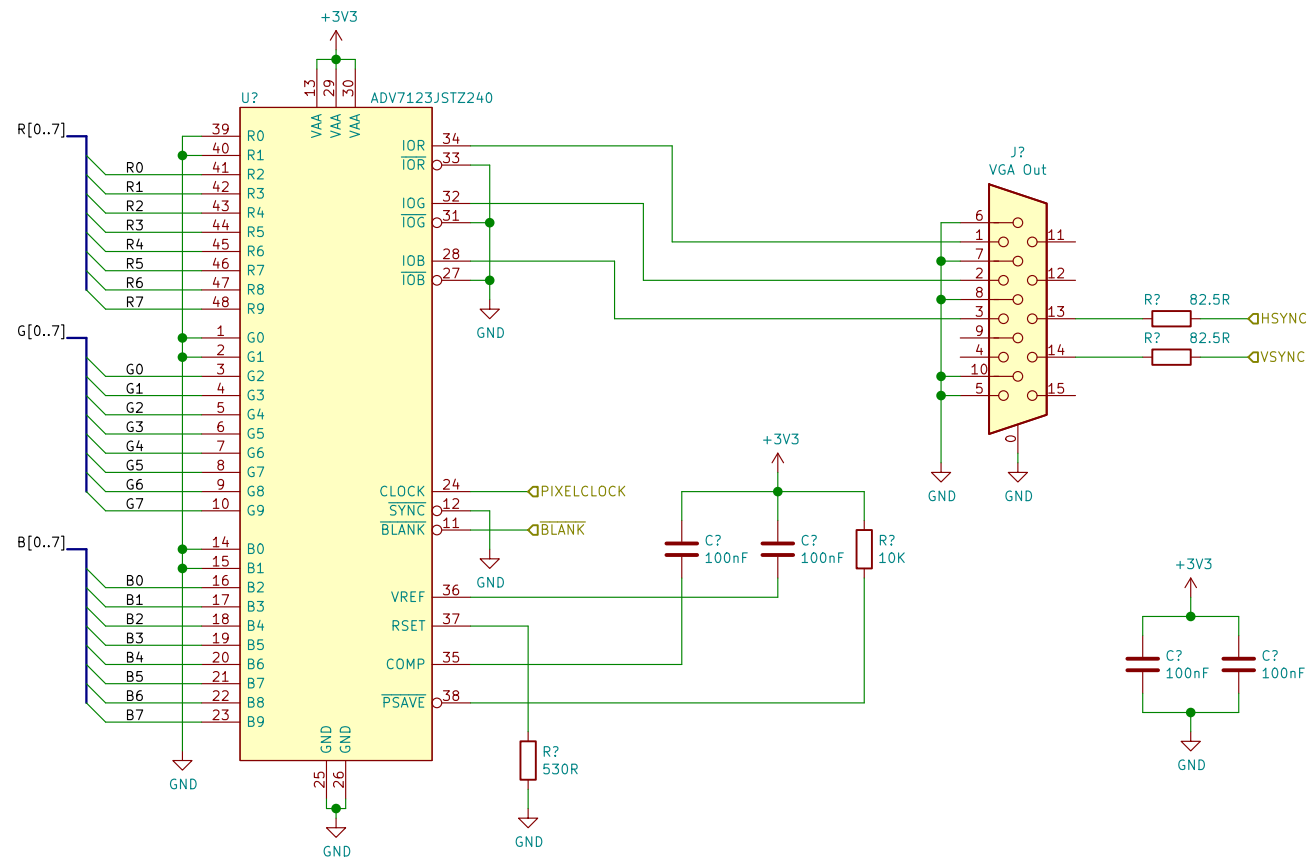 +3V3
U?
ADV7123JSTZ240
13
29
30
VAA
VAA
VAA
R[0..7]
R0
R1
R2
R3
R4
R5
R6
R7
39 R0
40 R1
41 R2
42 R3
43 R4
44 R5
45 R6
46 R7
47 R8
48 R9
G[0..7]
G0
G1
G2
G3
G4
G5
G6
G7
1 G0
2 G1
3 G2
4 G3
5 G4
6 G5
7 G6
8 G7
9 G8
10 G9
B[0..7]
B0
B1
B2
B3
B4
B5
B6
B7
14 B0
15 B1
16 B2
17 B3
18 B4
19 B5
20 B6
21 B7
22 B8
23 B9
GND
IOR 34
IOR 33
IOG 32
IOG 31
IOB 28
IOB 27
GND
CLOCK 24
PIXELCLOCK
SYNC 12
BLANK 11
BLANK
GND
VREF 36
RSET 37
COMP 35
PSAVE 38
GND
GND
25
26
GND
R?
530R
GND
+3V3
C?
100nF
C?
100nF
R?
10K
J?
VGA Out
6
1
7
2
8
3
9
4
10
5
11
12
13
14
15
0
GND
GND
R? 82.5R
HSYNC
R? 82.5R
VSYNC
+3V3
C?
100nF
C?
100nF
GND